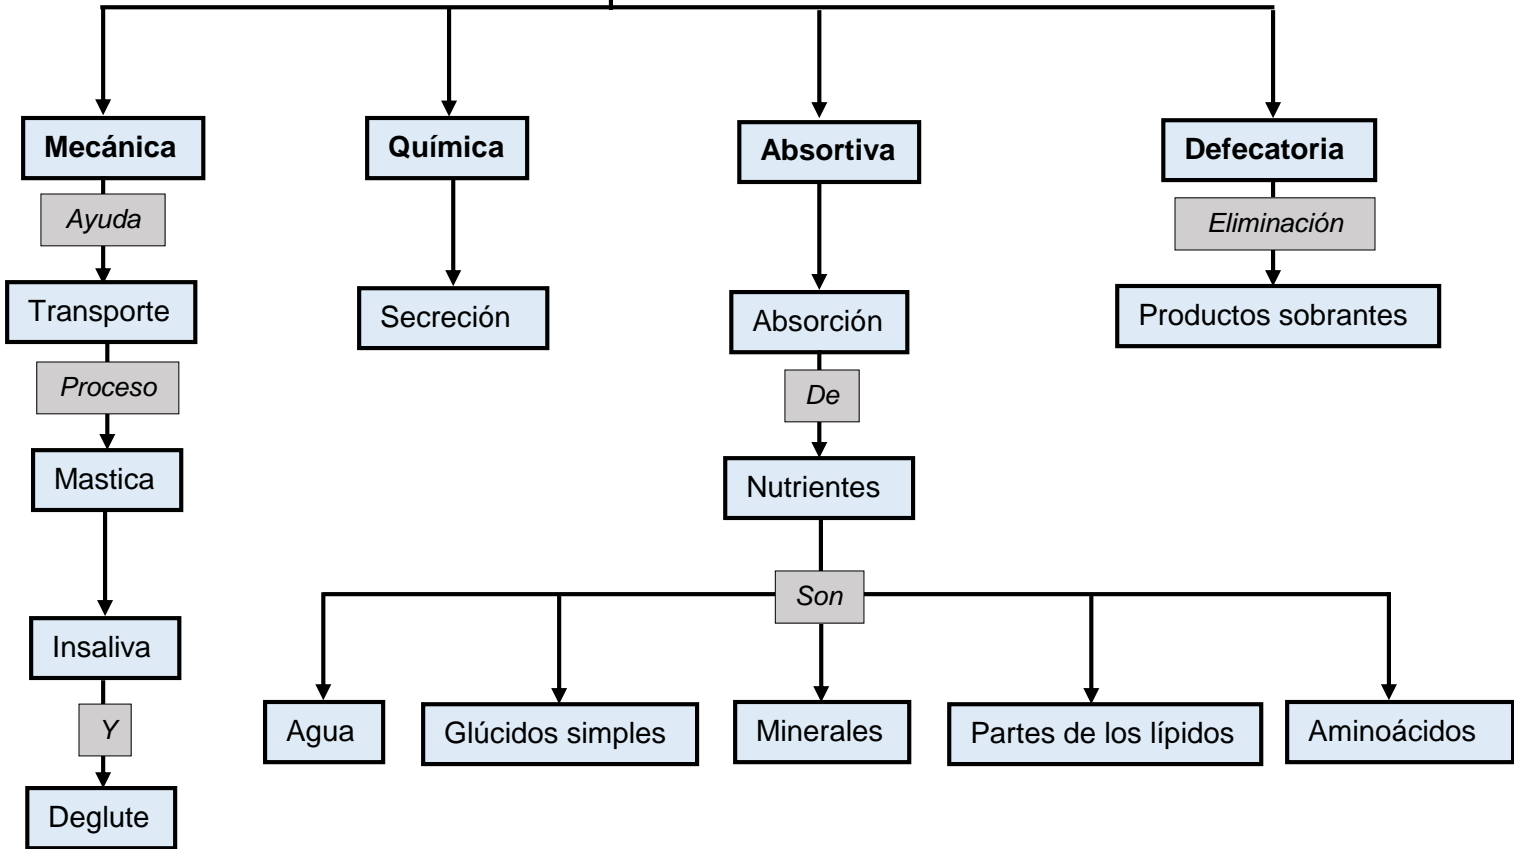 Mecánica
Química
Absortiva
Defecatoria
Ayuda
Eliminación
Transporte
Secreción
Absorción
Productos sobrantes
Proceso
De
Mastica
Nutrientes
Son
Insaliva
Y
Agua
Glúcidos simples
Minerales
Partes de los lípidos
Aminoácidos
Deglute